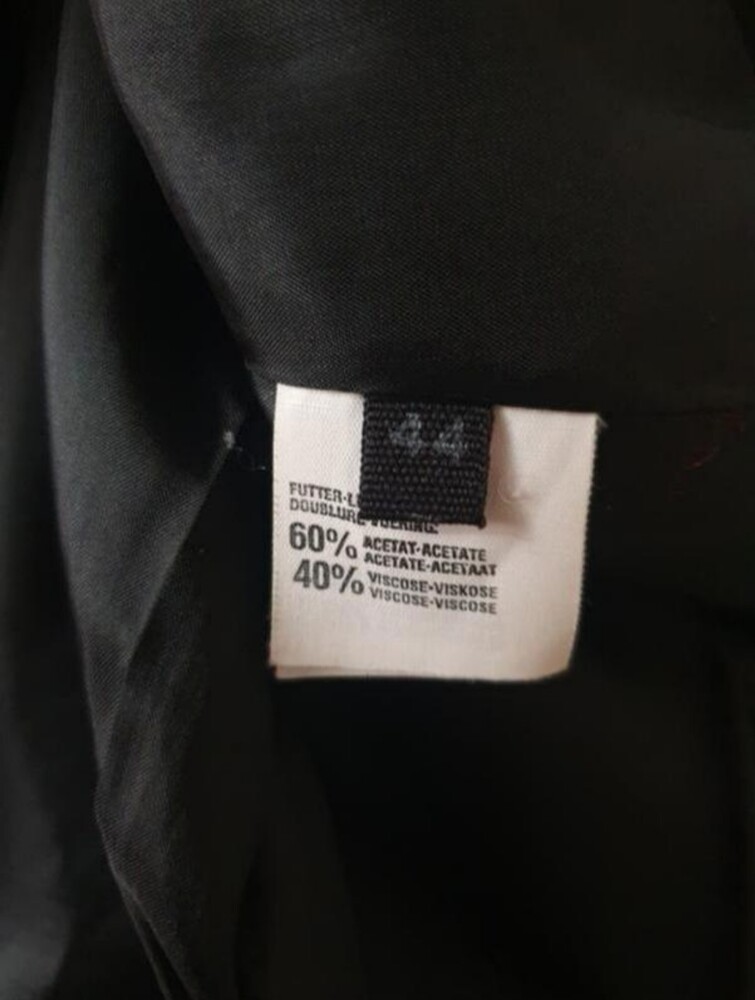 44
FUTTER-L
DOUBLURE VOERING:
60% ACETAT-ACETATE
ACETATE-ACETAAT
40% VISCOSE-VISKOSE
VISCOSE-VISCOSE